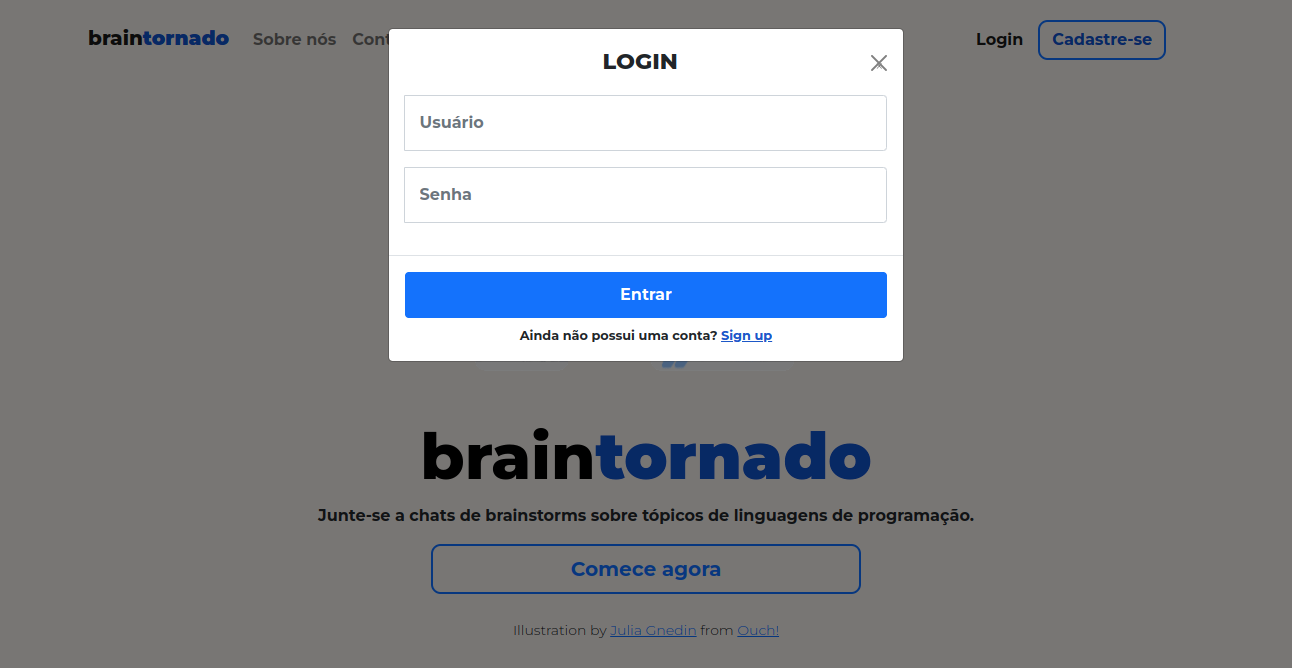 braintornado Sobre nós Cont Login Cadastre-se
LOGIN
Usuário
Senha
Entrar
Ainda não possui uma conta? Sign up
braintornado
Junte-se a chats de brainstorms sobre tópicos de linguagens de programação.
Comece agora
Illustration by Julia Gnedin from Ouch!